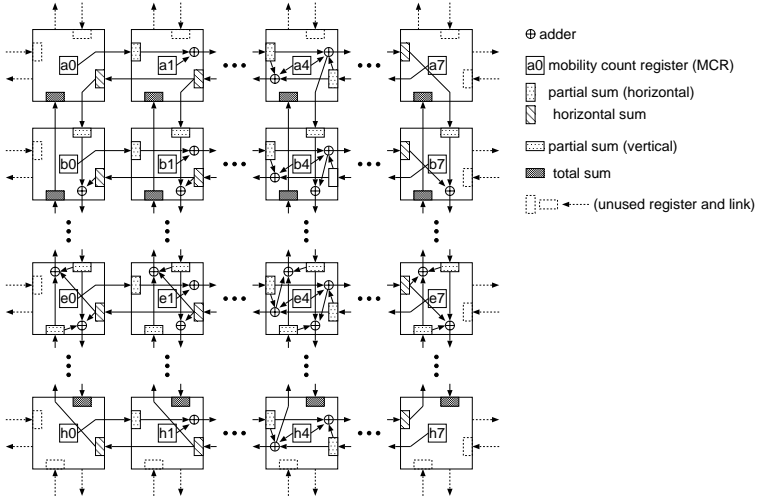 a0 a1 a4 a7
b0 b1 b4 b7
e0 e1 e4 e7
h0 h1 h4 h7
adder
a0 mobility count register (MCR)
partial sum (horizontal)
horizontal sum
partial sum (vertical)
total sum
(unused register and link)